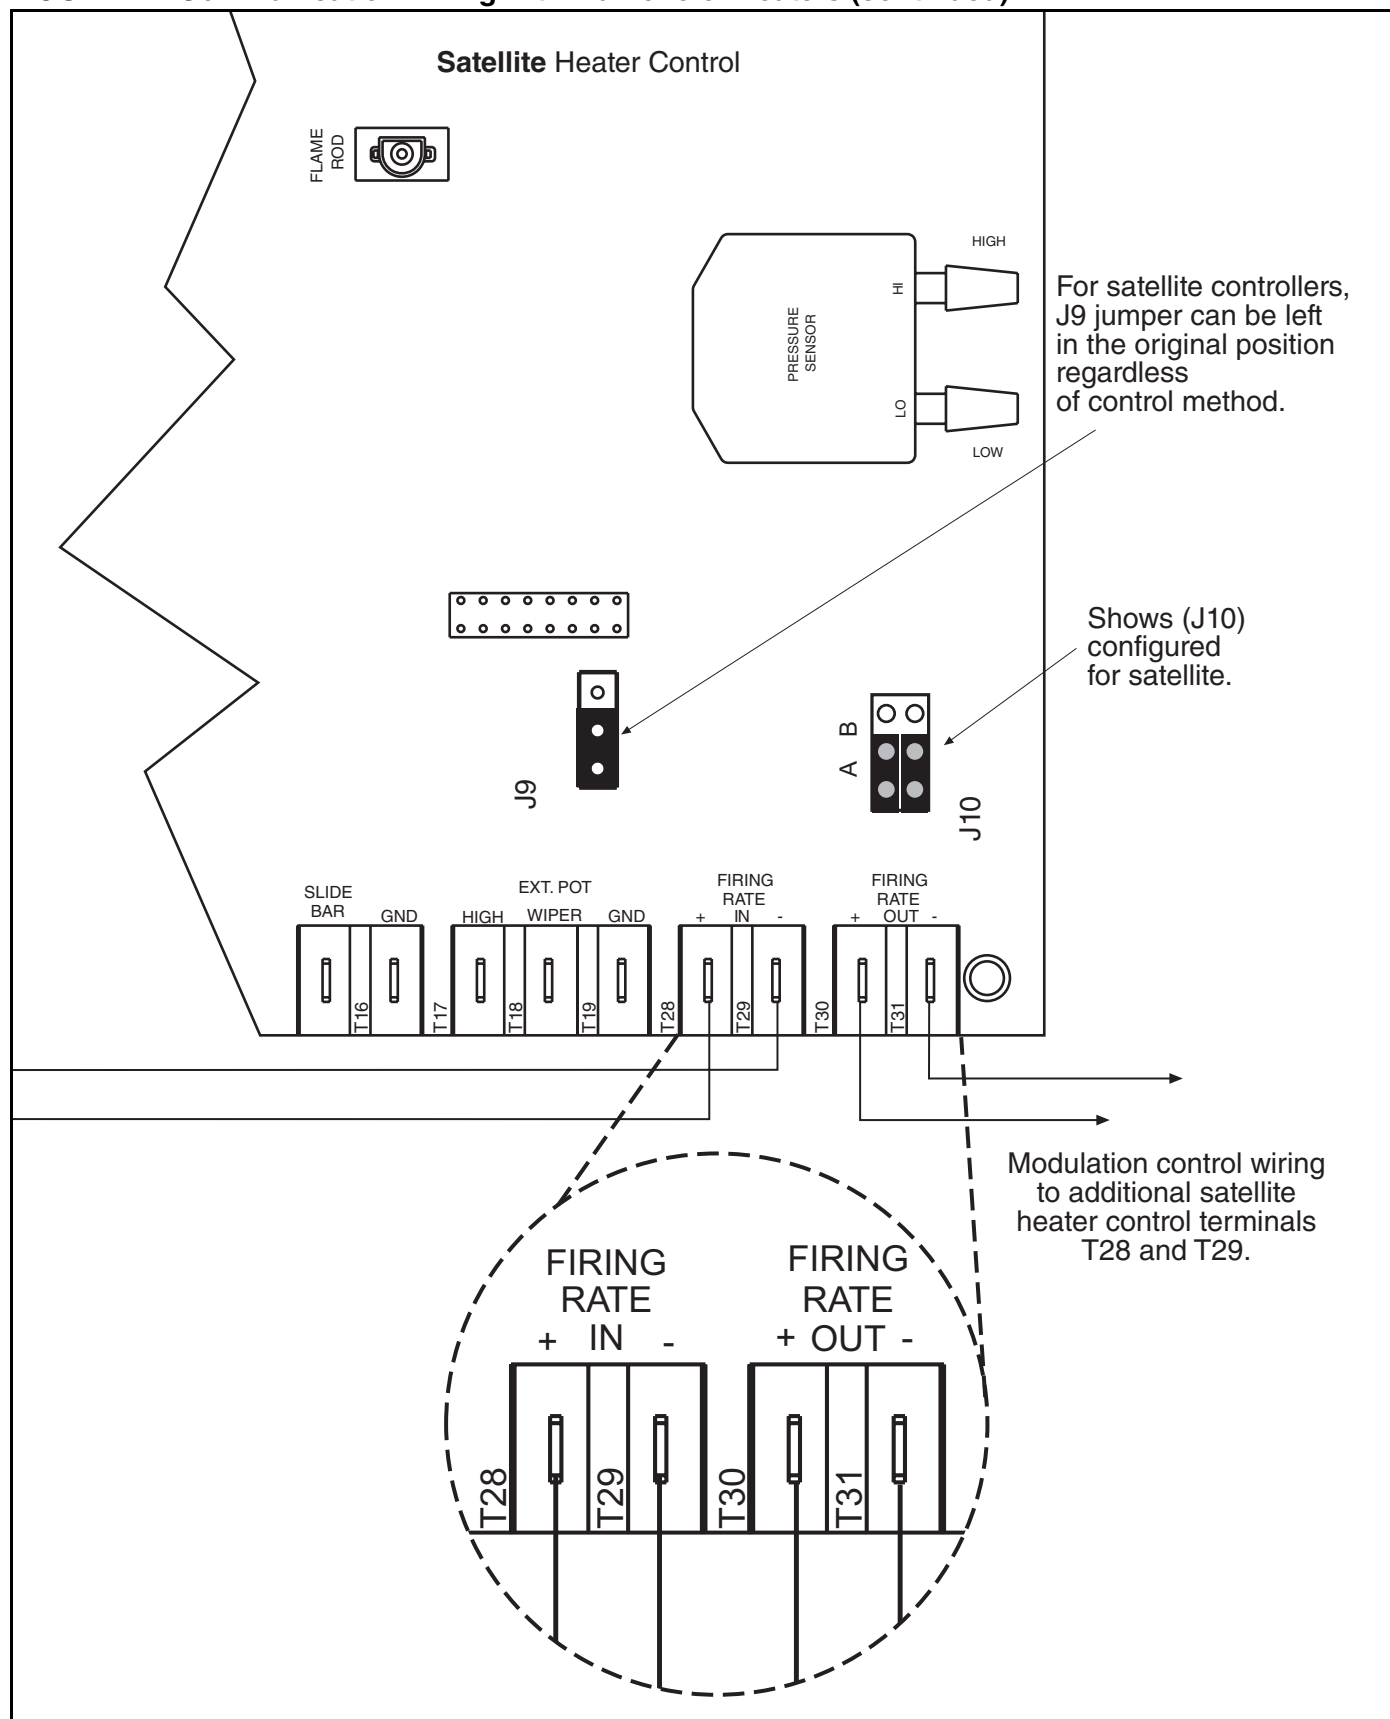 Satellite Heater Control
FLAME
ROD
HIGH
HI
PRESSURE
SENSOR
LO
LOW
For satellite controllers,
J9 jumper can be left
in the original position
regardless
of control method.
Shows (J10)
configured
for satellite.
B
A
J9
J10
SLIDE
BAR
GND
EXT. POT
HIGH WIPER GND
FIRING
RATE
+ IN -
FIRING
RATE
+ OUT -
T16
T17
T18
T19
T28
T29
T30
T31
Modulation control wiring
to additional satellite
heater control terminals
T28 and T29.
FIRING
RATE
+ IN -
FIRING
RATE
+ OUT -
T28
T29
T30
T31